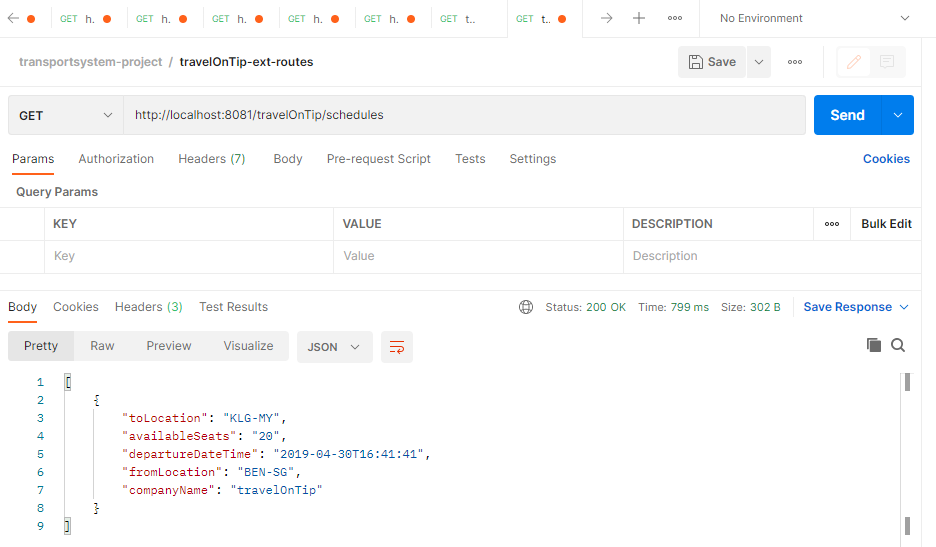 GET h. GET h. GET h. GET h. GET h. GET t.. GET t.. No Environment
transportsystem-project / travelOnTip-ext-routes Save
GET http://localhost:8081/travelOnTip/schedules Send
Params Authorization Headers (7) Body Pre-request Script Tests Settings Cookies
Query Params
KEY VALUE DESCRIPTION Bulk Edit
Key Value Description
Body Cookies Headers (3) Test Results Status: 200 OK Time: 799 ms Size: 302 B Save Response
Pretty Raw Preview Visualize JSON
1 [
2 {
3 "toLocation": "KLG-MY",
4 "availableSeats": "20",
5 "departureDateTime": "2019-04-30T16:41:41",
6 "fromLocation": "BEN-SG",
7 "companyName": "travelOnTip"
8 }
9 ]